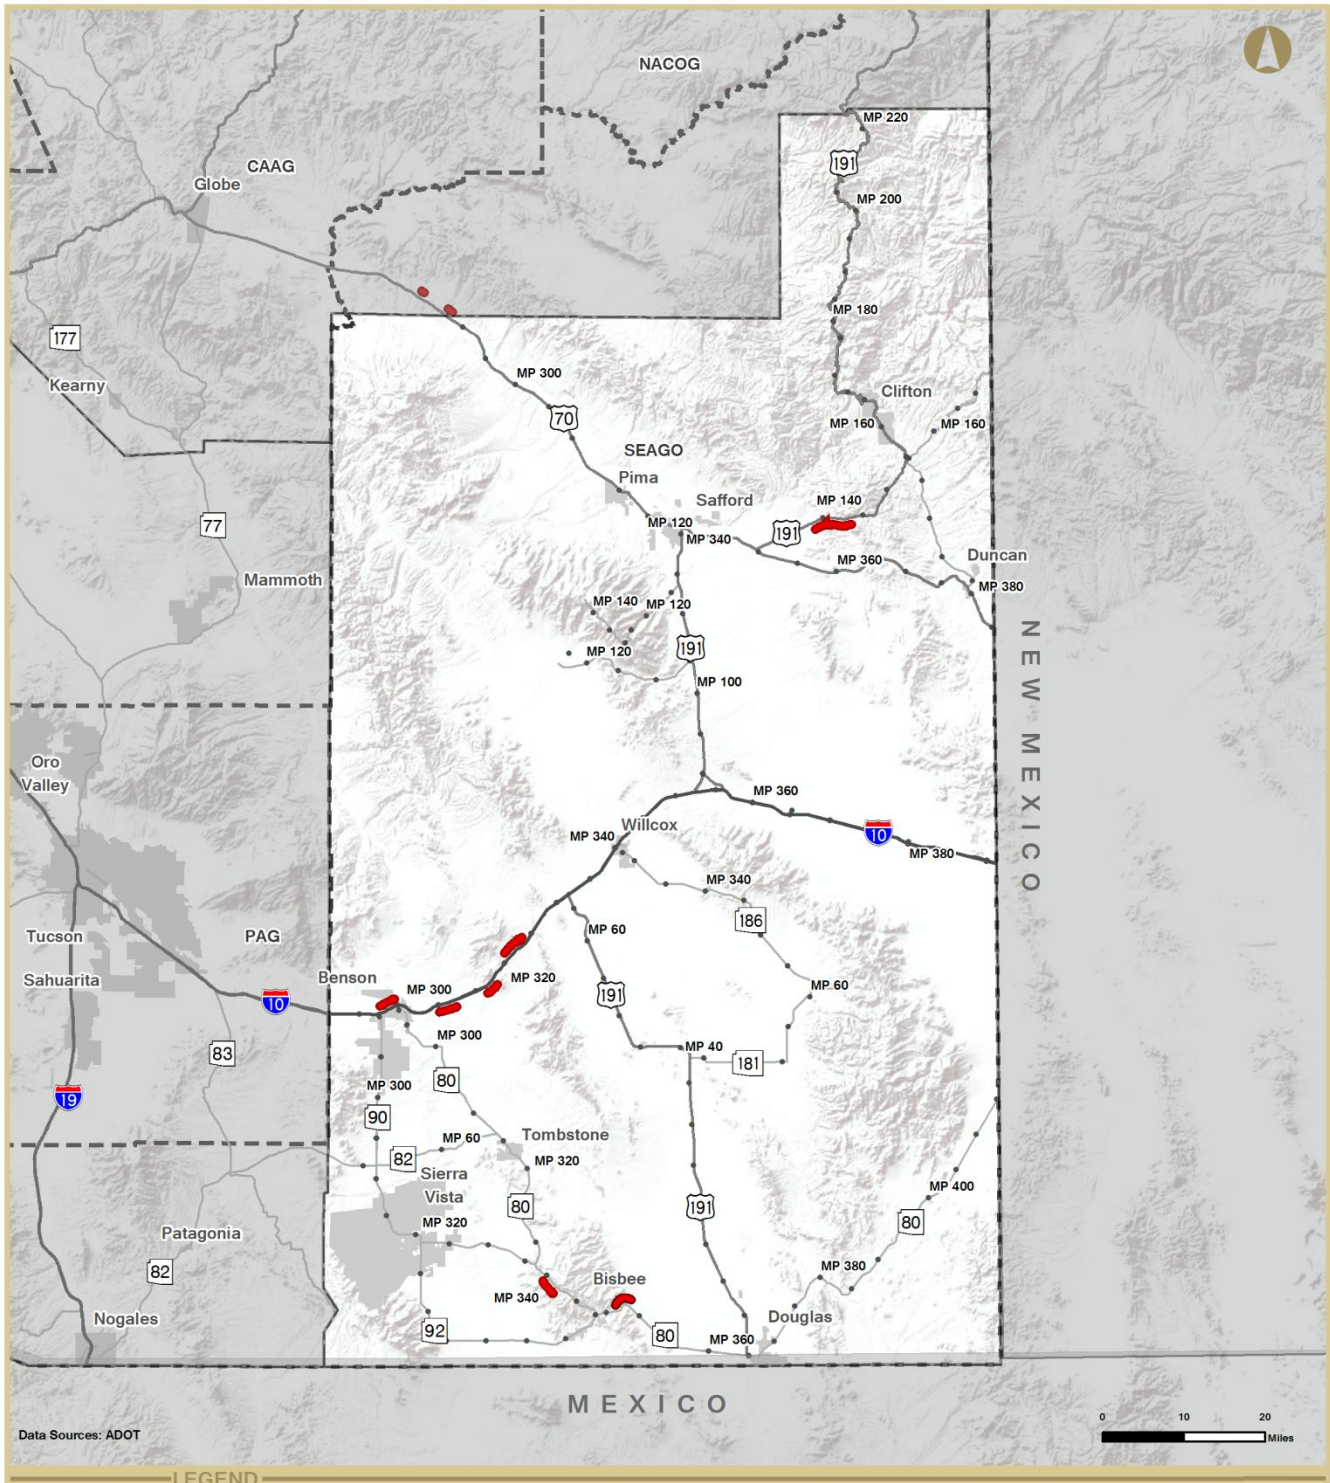 NACOG
MP 220
191
CAAG
Globe
MP 200
MP 180
177
Kearny
MP 300
70
Clifton
MP 160
MP 160
SEAGO
Pima
Safford
MP 140
77
MP 120
MP 340
191
MP 360
Duncan
MP 380
Mammoth
MP 140
MP 120
MP 120
191
MP 100
NEW MEXICO
Oro
Valley
MP 360
Willcox
MP 340
10
MP 380
MP 340
186
Tucson
PAG
MP 60
Sahuarita
Benson
MP 320
MP 300
MP 60
10
191
MP 300
83
MP 40
181
80
MP 300
19
90
MP 60
Tombstone
82
MP 320
Sierra
Vista
MP 400
80
191
80
MP 320
Patagonia
82
MP 380
Bisbee
MP 340
Nogales
Douglas
92
80
MP 360
MEXICO
0 10 20
Miles
Data Sources: ADOT
LEGEND